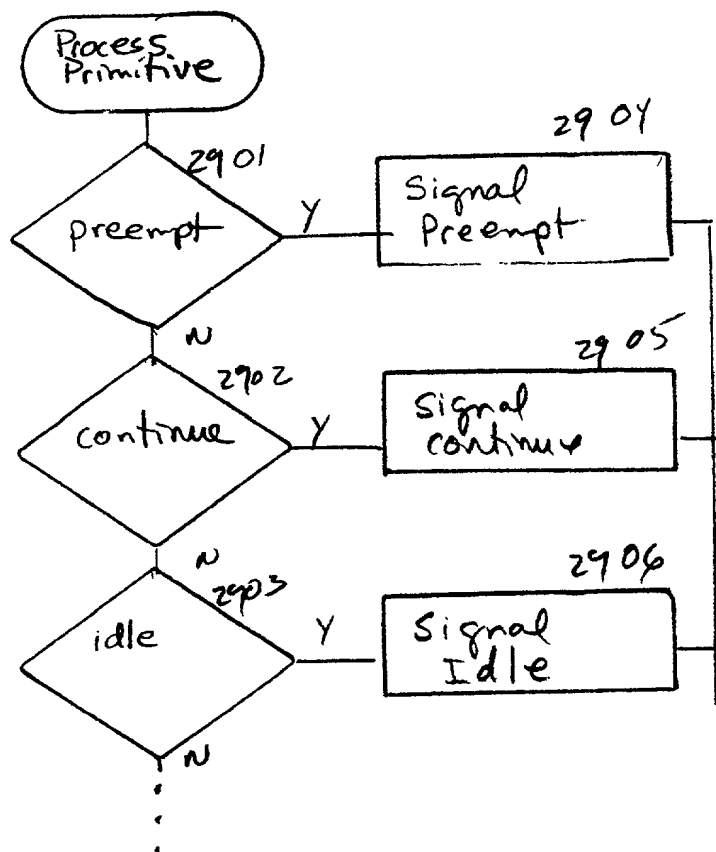 Process
Primitive
2901
preempt
Y
2904
Signal
Preempt
N
2902
continue
Y
2905
Signal
continue
N
2903
idle
Y
2906
Signal
Idle
N